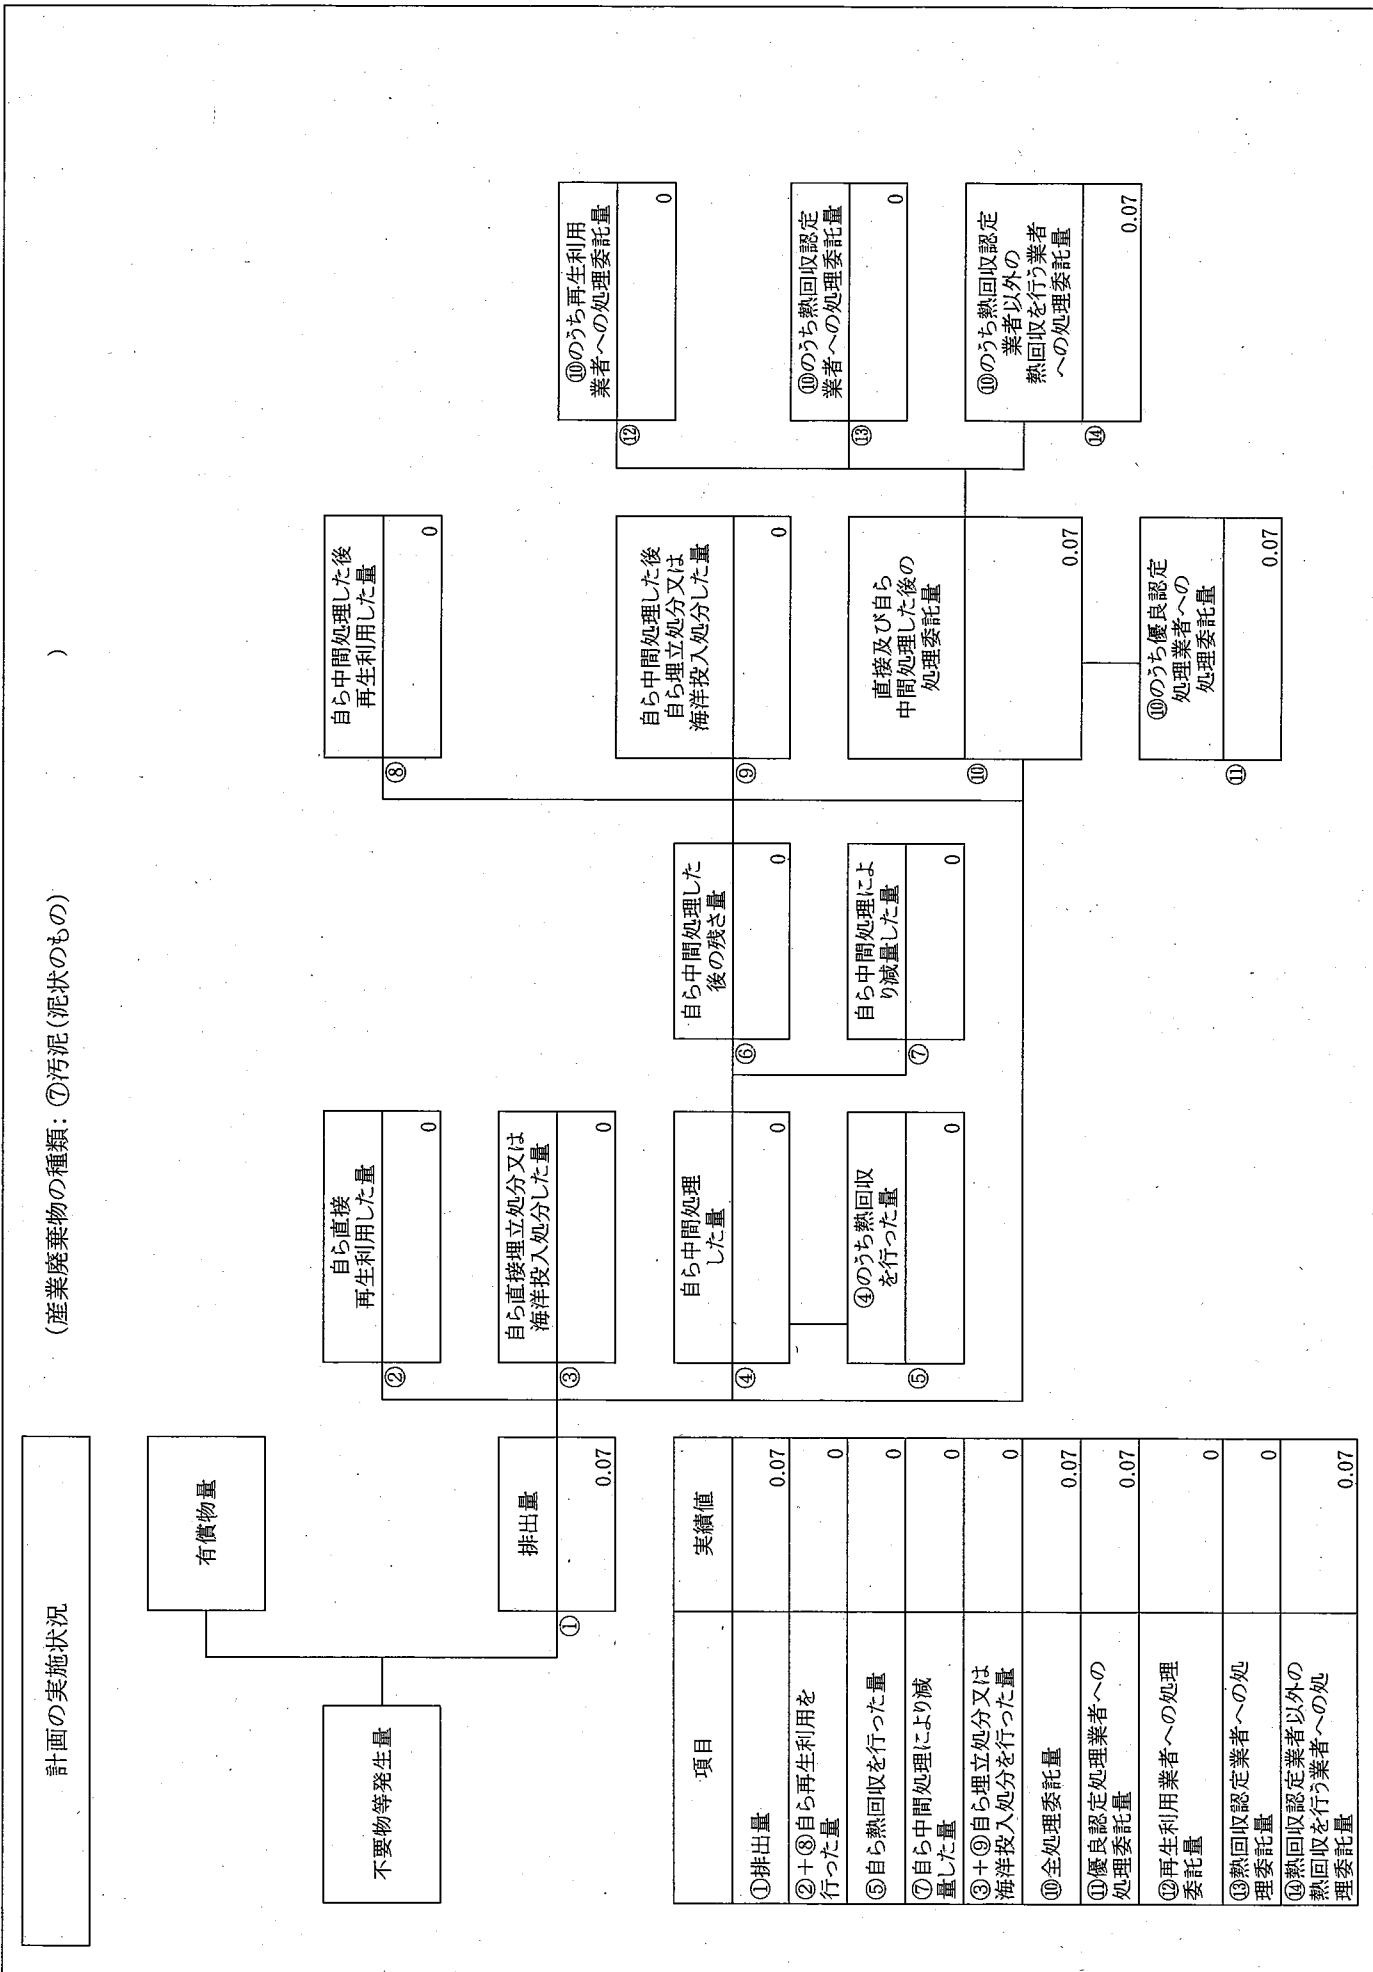 計画の実施状況
(産業廃棄物の種類：⑦汚泥(泥状のもの)
)
有償物量
不要物等発生量
①
排出量
0.07
②
自ら直接
再生利用した量
0
③
自ら直接埋立処分又は
海洋投入処分した量
0
④
自ら中間処理
した量
0
⑤
④のうち熱回収
を行った量
0
⑥
自ら中間処理した
後の残さ量
0
⑦
自ら中間処理によ
り減量した量
0
⑧
自ら中間処理した後
再生利用した量
0
⑨
自ら中間処理した後
自ら埋立処分又は
海洋投入処分した量
0
⑩
直接及び自ら
中間処理した後の
処理委託量
0.07
⑪
⑩のうち優良認定
処理業者への
処理委託量
0.07
⑫
⑩のうち再生利用
業者への処理委託量
0
⑬
⑩のうち熱回収認定
業者への処理委託量
0
⑭
⑩のうち熱回収認定
業者以外の
熱回収を行う業者
への処理委託量
0.07
項目
実績値
①排出量
0.07
②＋⑧自ら再生利用を
行った量
0
⑤自ら熱回収を行った量
0
⑦自ら中間処理により減
量した量
0
③＋⑨自ら埋立処分又は
海洋投入処分を行った量
0
⑩全処理委託量
0.07
⑪優良認定処理業者への
処理委託量
0.07
⑫再生利用業者への処理
委託量
0
⑬熱回収認定業者への処
理委託量
0
⑭熱回収認定業者以外の
熱回収を行う業者への処
理委託量
0.07